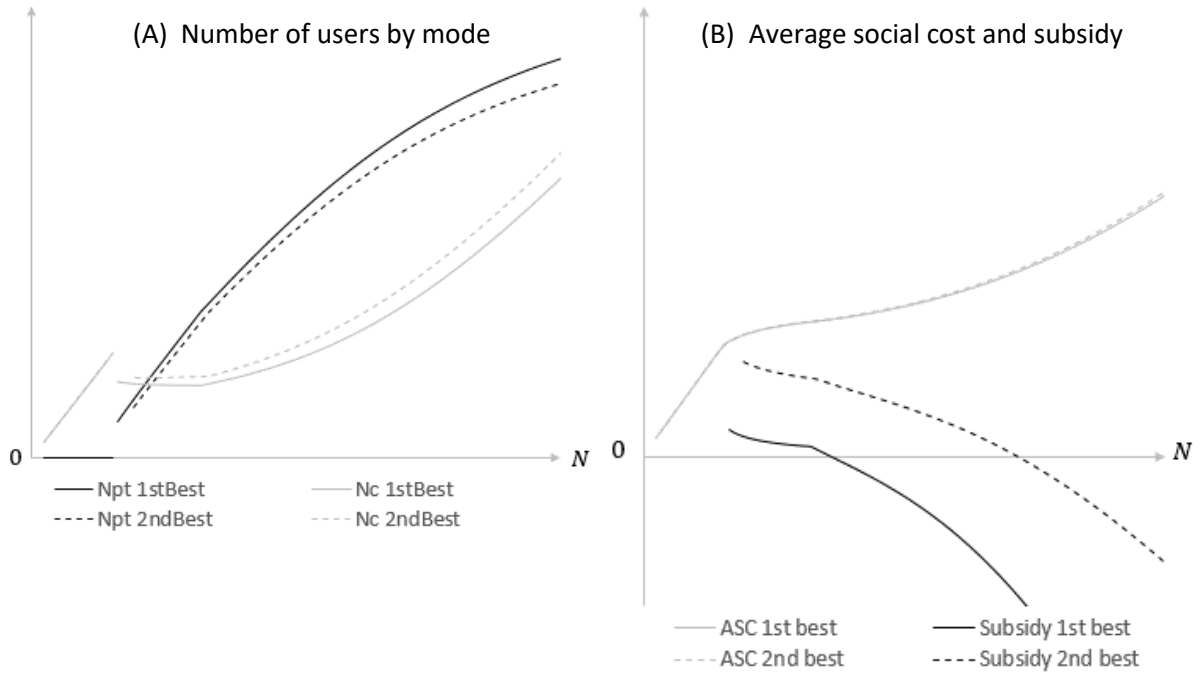 (A) Number of users by mode
0
N
Npt 1stBest
Nc 1stBest
Npt 2ndBest
Nc 2ndBest
(B) Average social cost and subsidy
0
N
ASC 1st best
Subsidy 1st best
ASC 2nd best
Subsidy 2nd best